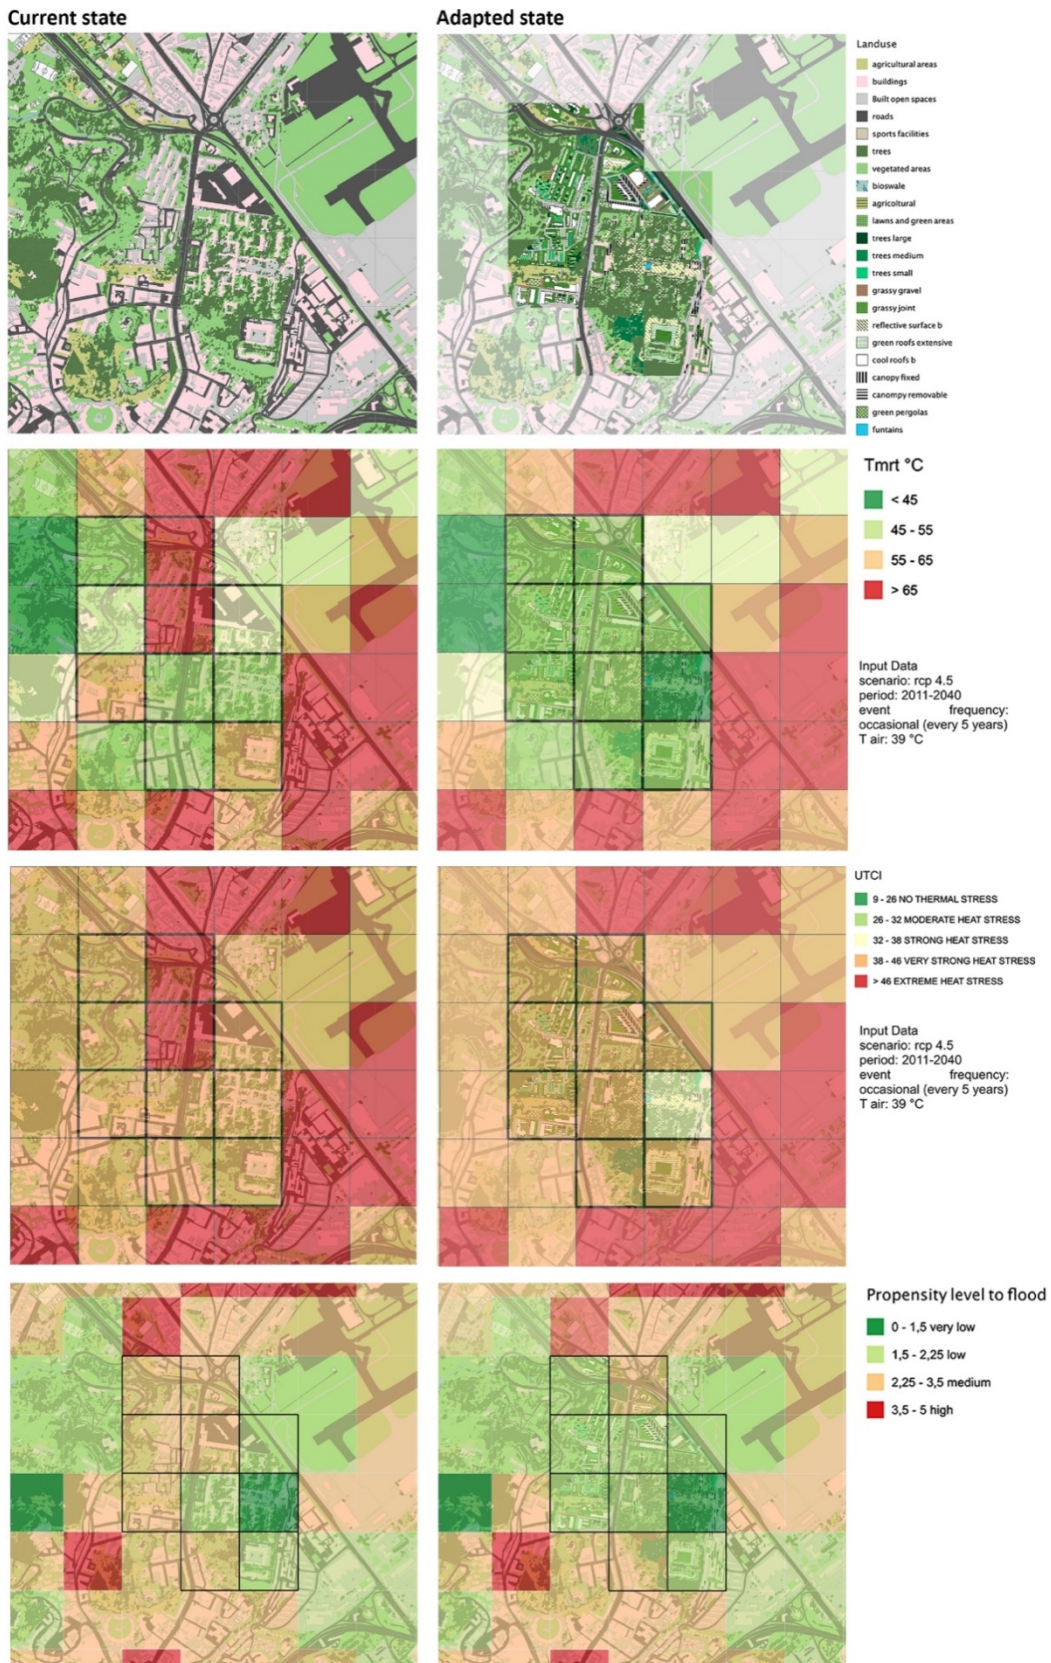 Current state
Adapted state
Landuse
agricultural areas
buildings
Built open spaces
roads
sports facilities
trees
vegetated areas
bioswale
agricoltural
lawns and green areas
trees large
trees medium
trees small
grassy gravel
grassy joint
reflective surface b
green roofs extensive
cool roofs b
canopy fixed
canompy removable
green pergolas
funtains
Tmrt °C
< 45
45 - 55
55 - 65
> 65
Input Data
scenario: rcp 4.5
period: 2011-2040
event frequency:
occasional (every 5 years)
T air: 39 °C
UTCI
9 - 26 NO THERMAL STRESS
26 - 32 MODERATE HEAT STRESS
32 - 38 STRONG HEAT STRESS
38 - 46 VERY STRONG HEAT STRESS
> 46 EXTREME HEAT STRESS
Input Data
scenario: rcp 4.5
period: 2011-2040
event frequency:
occasional (every 5 years)
T air: 39 °C
Propensity level to flood
0 - 1,5 very low
1,5 - 2,25 low
2,25 - 3,5 medium
3,5 - 5 high